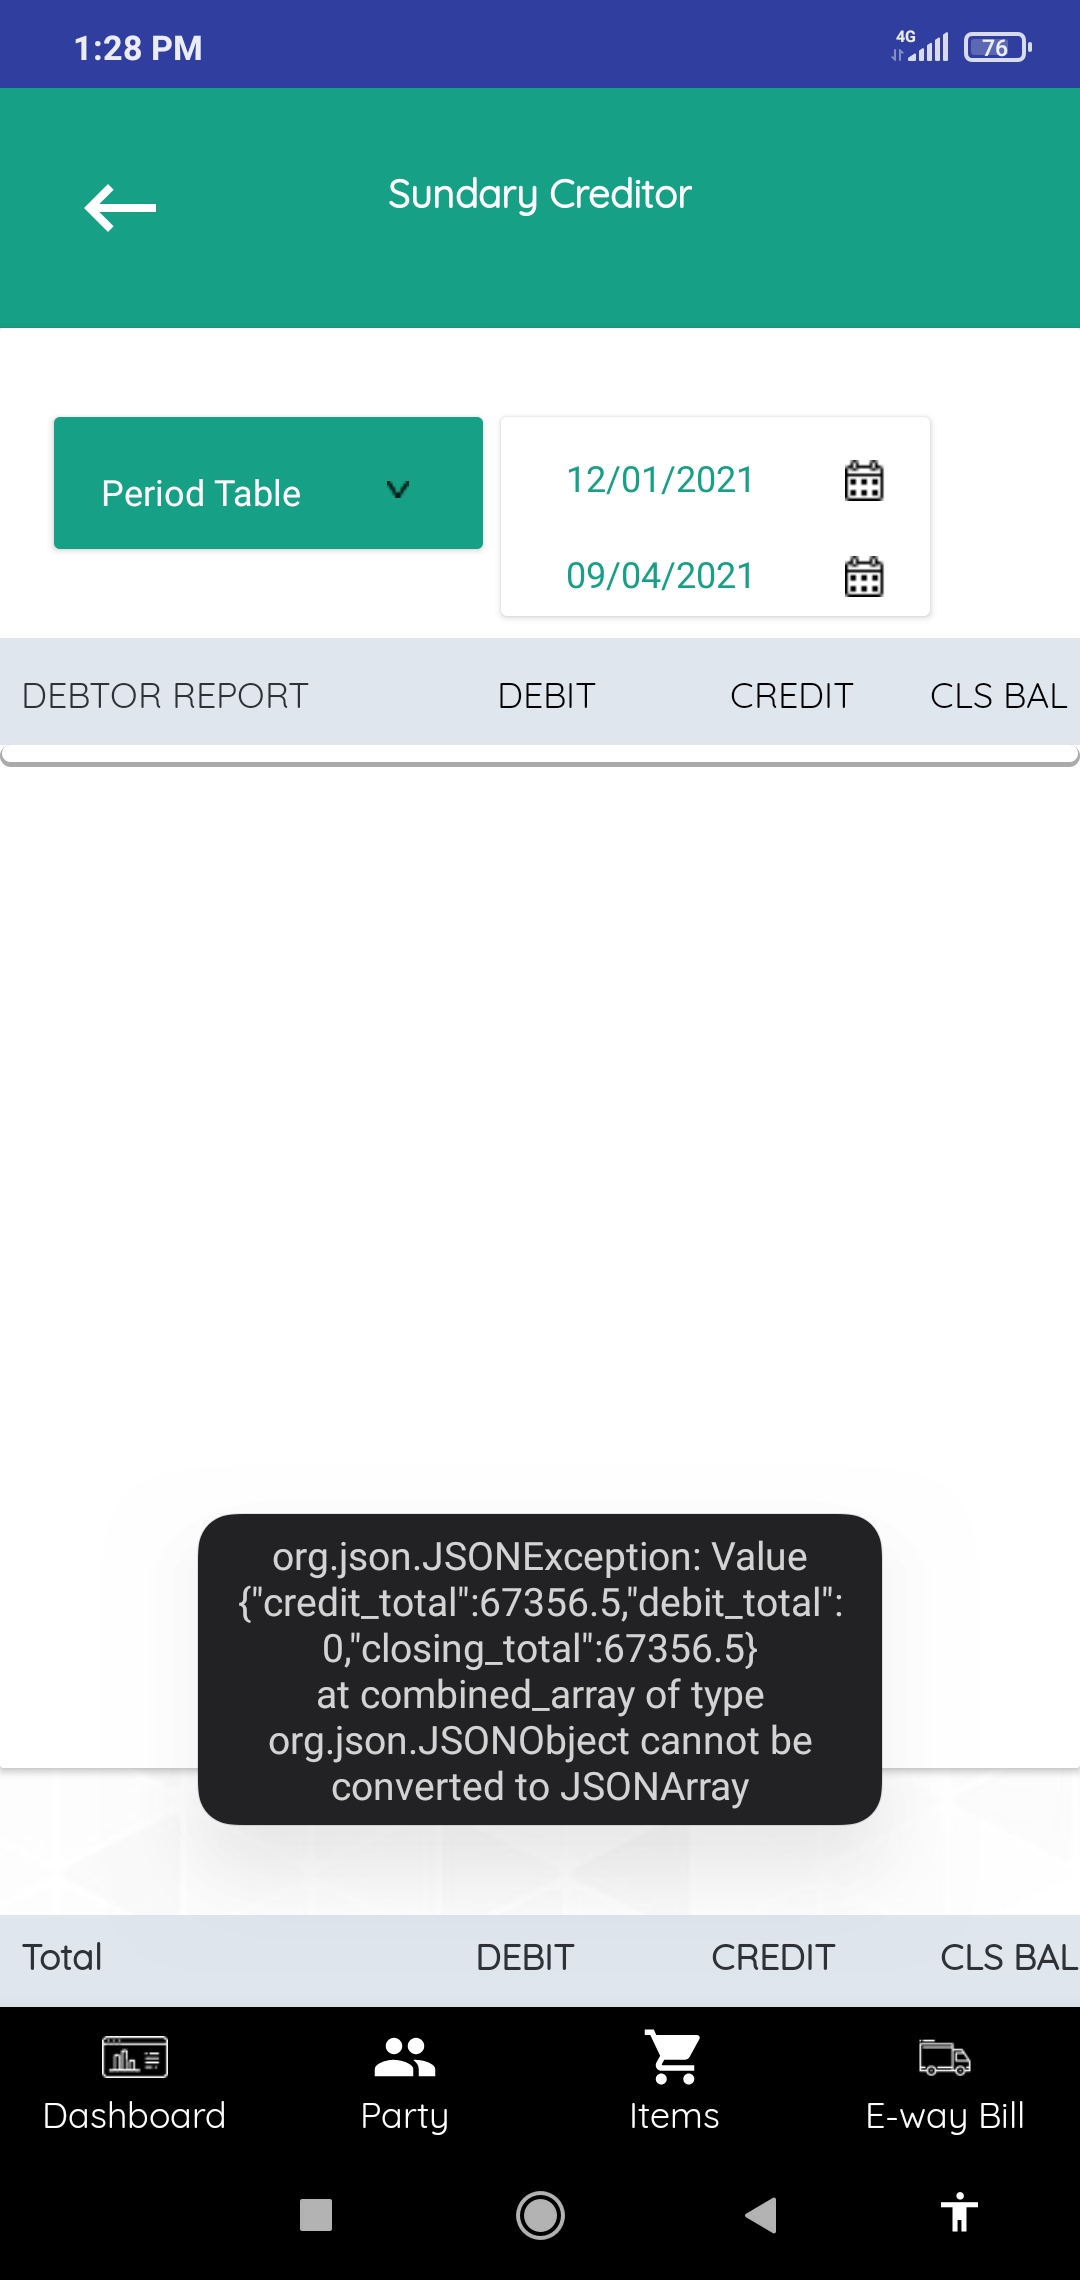 1:28 PM
4G
76
Sundary Creditor
Period Table
12/01/2021
09/04/2021
DEBTOR REPORT DEBIT CREDIT CLS BAL
org.json.JSONException: Value
{"credit_total":67356.5,"debit_total":
0,"closing_total":67356.5}
at combined_array of type
org.json.JSONObject cannot be
converted to JSONArray
Total DEBIT CREDIT CLS BAL
Dashboard Party Items E-way Bill